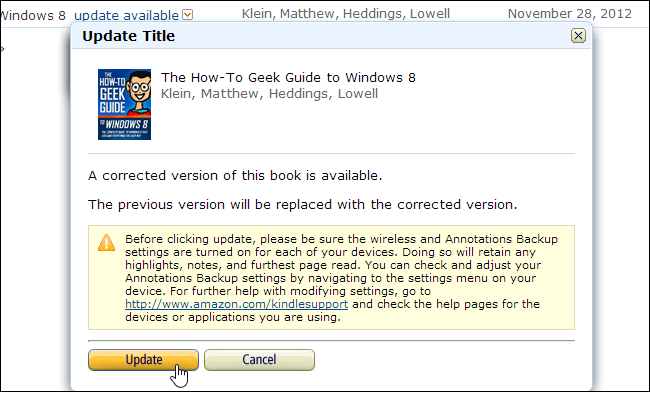 Windows 8 update available Klein, Matthew, Heddings, Lowell November 28, 2012
Update Title
THE
HOW-TO
GEEK
GUIDE
TO WINDOWS 8
The How-To Geek Guide to Windows 8
Klein, Matthew, Heddings, Lowell
A corrected version of this book is available.
The previous version will be replaced with the corrected version.
Before clicking update, please be sure the wireless and Annotations Backup
settings are turned on for each of your devices. Doing so will retain any
highlights, notes, and furthest page read. You can check and adjust your
Annotations Backup settings by navigating to the settings menu on your
device. For further help with modifying settings, go to
http://www.amazon.com/kindlesupport and check the help pages for the
devices or applications you are using.
Update Cancel